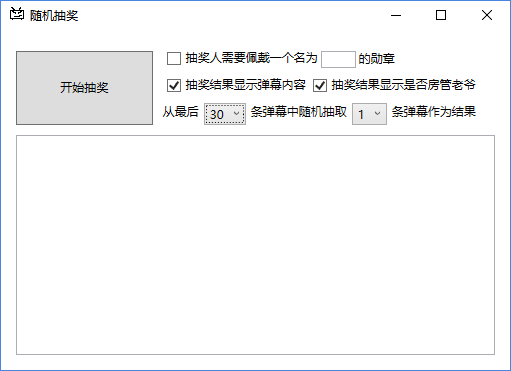 随机抽奖
抽奖人需要佩戴一个名为 的勋章
开始抽奖
抽奖结果显示弹幕内容 抽奖结果显示是否房管老爷
从最后 30 条弹幕中随机抽取 1 条弹幕作为结果